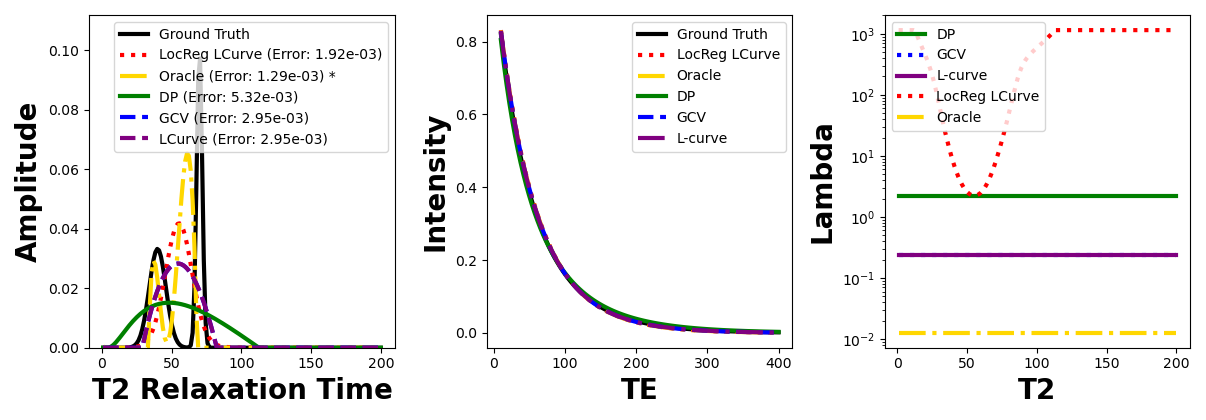 Amplitude
0.10
0.08
0.06
0.04
0.02
0.00
Ground Truth
LocReg LCurve (Error: 1.92e-03)
Oracle (Error: 1.29e-03) *
DP (Error: 5.32e-03)
GCV (Error: 2.95e-03)
LCurve (Error: 2.95e-03)
0 50 100 150 200
T2 Relaxation Time
Intensity
0.8
0.6
0.4
0.2
0.0
Ground Truth
LocReg LCurve
Oracle
DP
GCV
L-curve
0 100 200 300 400
TE
Lambda
10³
10²
10¹
10⁰
10⁻¹
10⁻²
DP
GCV
L-curve
LocReg LCurve
Oracle
0 50 100 150 200
T2